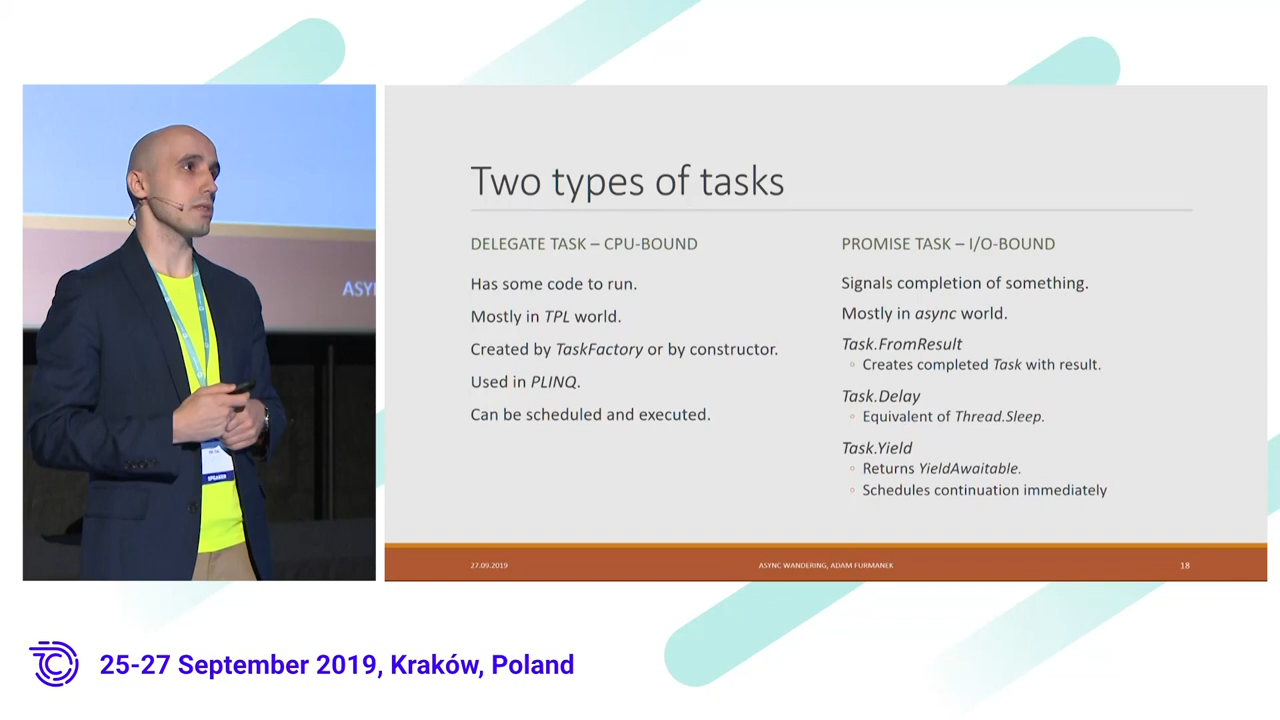 ASY
SPEAKER
Two types of tasks
DELEGATE TASK – CPU-BOUND
Has some code to run.
Mostly in TPL world.
Created by TaskFactory or by constructor.
Used in PLINQ.
Can be scheduled and executed.
PROMISE TASK – I/O-BOUND
Signals completion of something.
Mostly in async world.
Task.FromResult
Creates completed Task with result.
Task.Delay
Equivalent of Thread.Sleep.
Task.Yield
Returns YieldAwaitable.
Schedules continuation immediately
27.09.2019
ASYNC WANDERING, ADAM FURMANEK
18
25-27 September 2019, Kraków, Poland